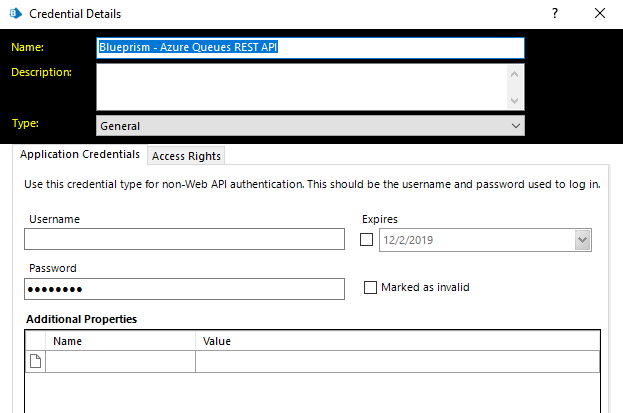 Credential Details
?
Name: Blueprism - Azure Queues REST API
Description:
Type: General
Application Credentials Access Rights
Use this credential type for non-Web API authentication. This should be the username and password used to log in.
Username Expires
12/2/2019
Password
●●●●●●●● Marked as invalid
Additional Properties
Name Value